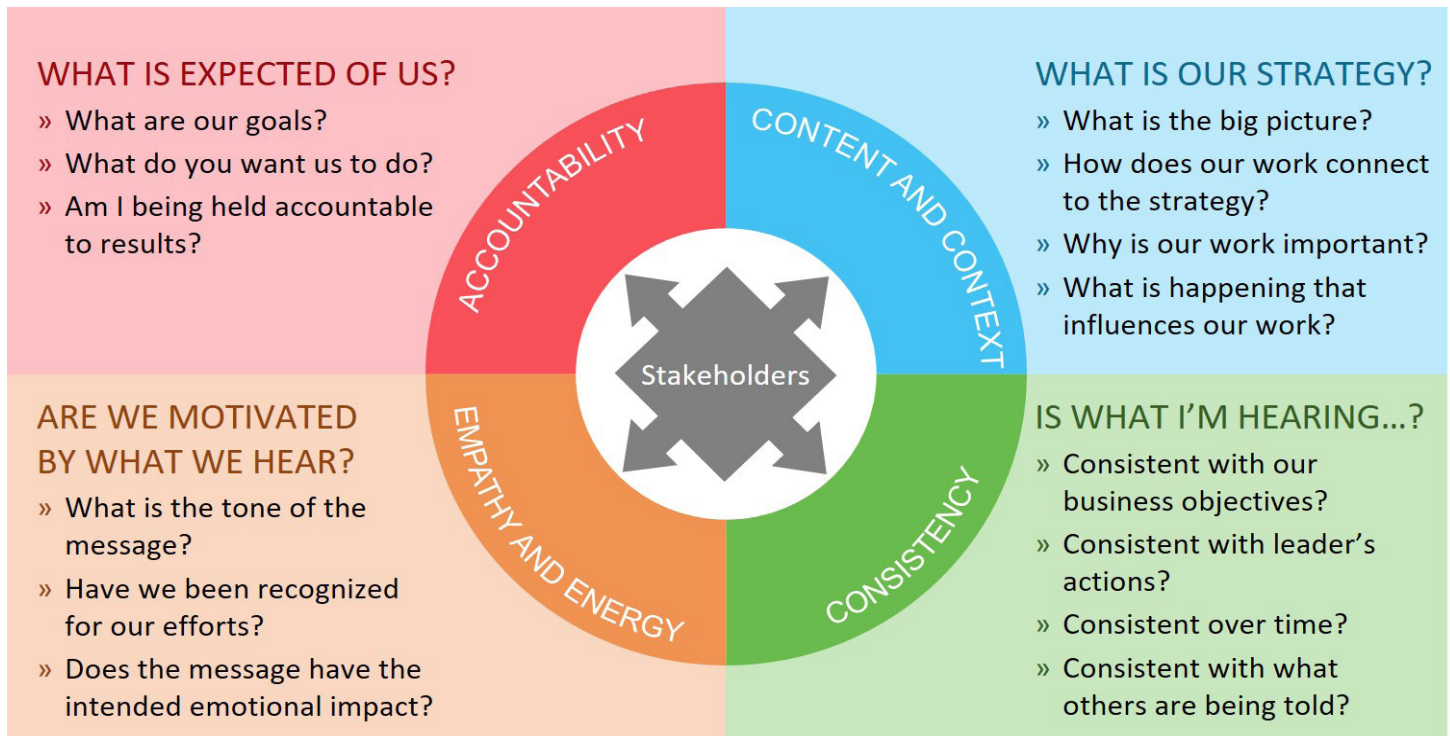 WHAT IS EXPECTED OF US?
» What are our goals?
» What do you want us to do?
» Am I being held accountable
to results?
ACCOUNTABILITY
CONTENT AND CONTEXT
WHAT IS OUR STRATEGY?
» What is the big picture?
» How does our work connect
to the strategy?
» Why is our work important?
» What is happening that
influences our work?
Stakeholders
ARE WE MOTIVATED
BY WHAT WE HEAR?
» What is the tone of the
message?
» Have we been recognized
for our efforts?
» Does the message have the
intended emotional impact?
EMPATHY AND ENERGY
CONSISTENCY
IS WHAT I’M HEARING...?
» Consistent with our
business objectives?
» Consistent with leader’s
actions?
» Consistent over time?
» Consistent with what
others are being told?